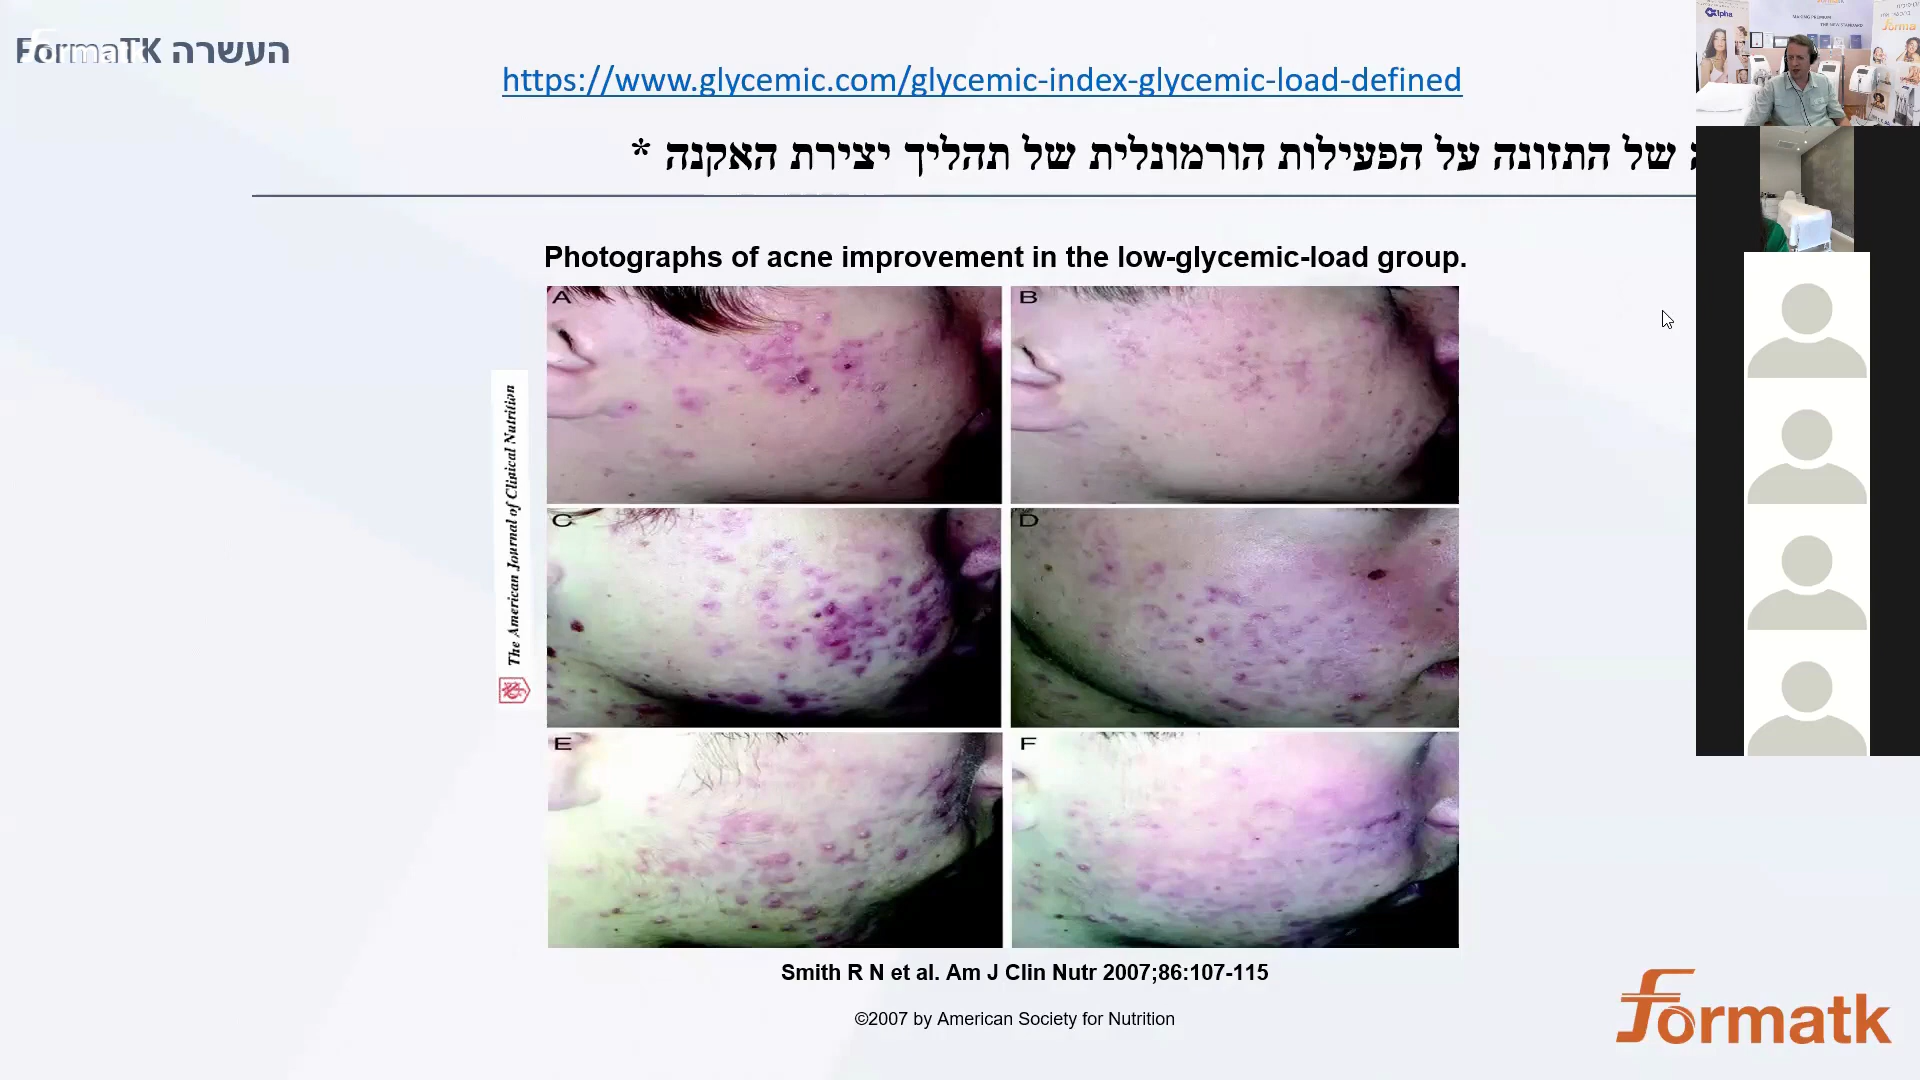 FormaTK העשרה
https://www.glycemic.com/glycemic-index-glycemic-load-defined
של התזונה על הפעילות הורמונלית של תהליך יצירת האקנה *
Photographs of acne improvement in the low-glycemic-load group.
A
B
C
D
E
F
The American Journal of Clinical Nutrition
Smith R N et al. Am J Clin Nutr 2007;86:107-115
©2007 by American Society for Nutrition
formatk
Alpha
forma